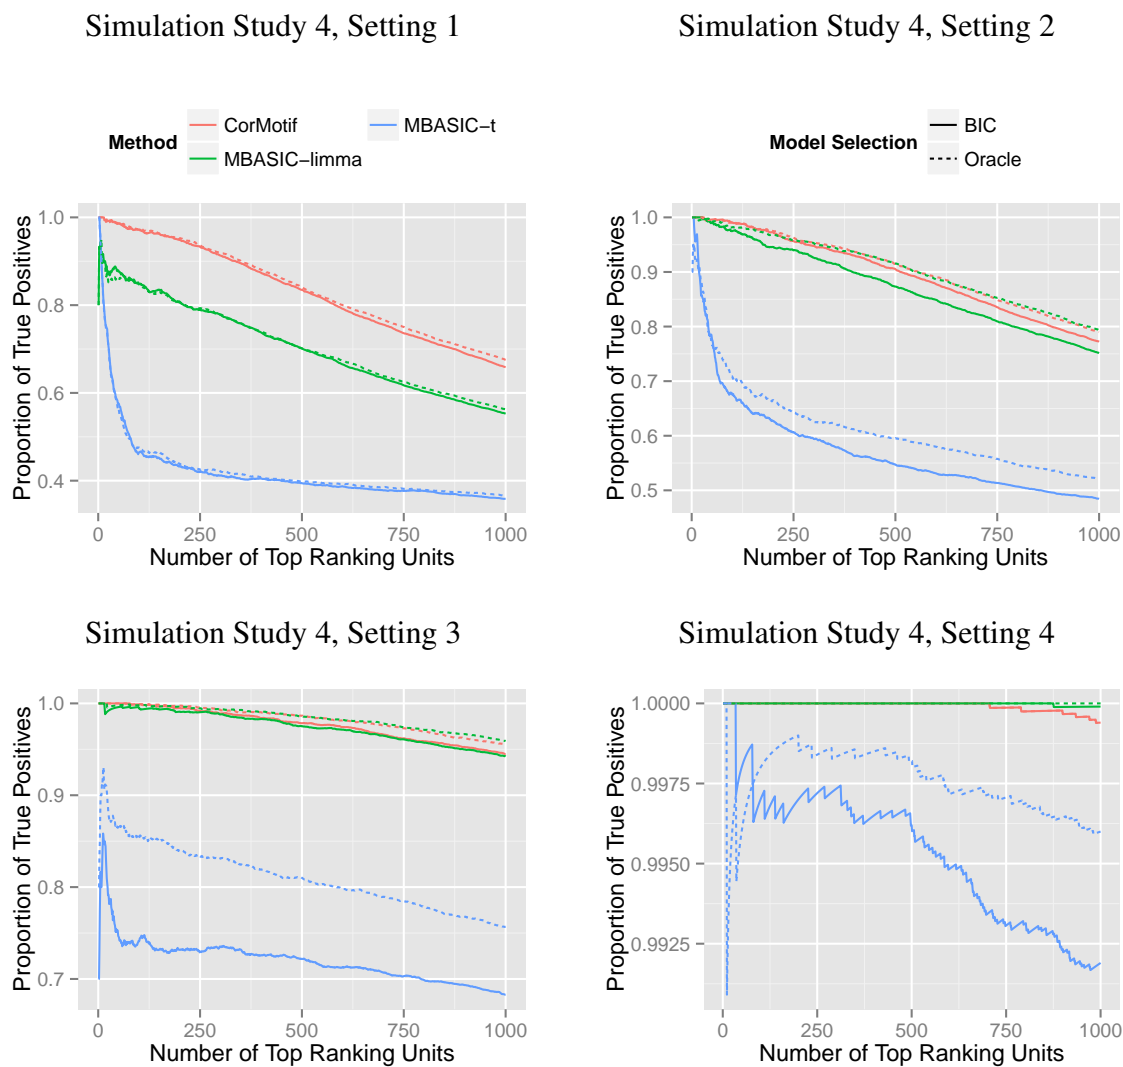 Simulation Study 4, Setting 1
Simulation Study 4, Setting 2
Method
CorMotif
MBASIC−t
MBASIC−limma
Model Selection
BIC
Oracle
Proportion of True Positives
1.0
0.8
0.6
0.4
0 250 500 750 1000
Number of Top Ranking Units
Proportion of True Positives
1.0
0.9
0.8
0.7
0.6
0.5
0 250 500 750 1000
Number of Top Ranking Units
Simulation Study 4, Setting 3
Simulation Study 4, Setting 4
Proportion of True Positives
1.0
0.9
0.8
0.7
0 250 500 750 1000
Number of Top Ranking Units
Proportion of True Positives
1.0000
0.9975
0.9950
0.9925
0 250 500 750 1000
Number of Top Ranking Units